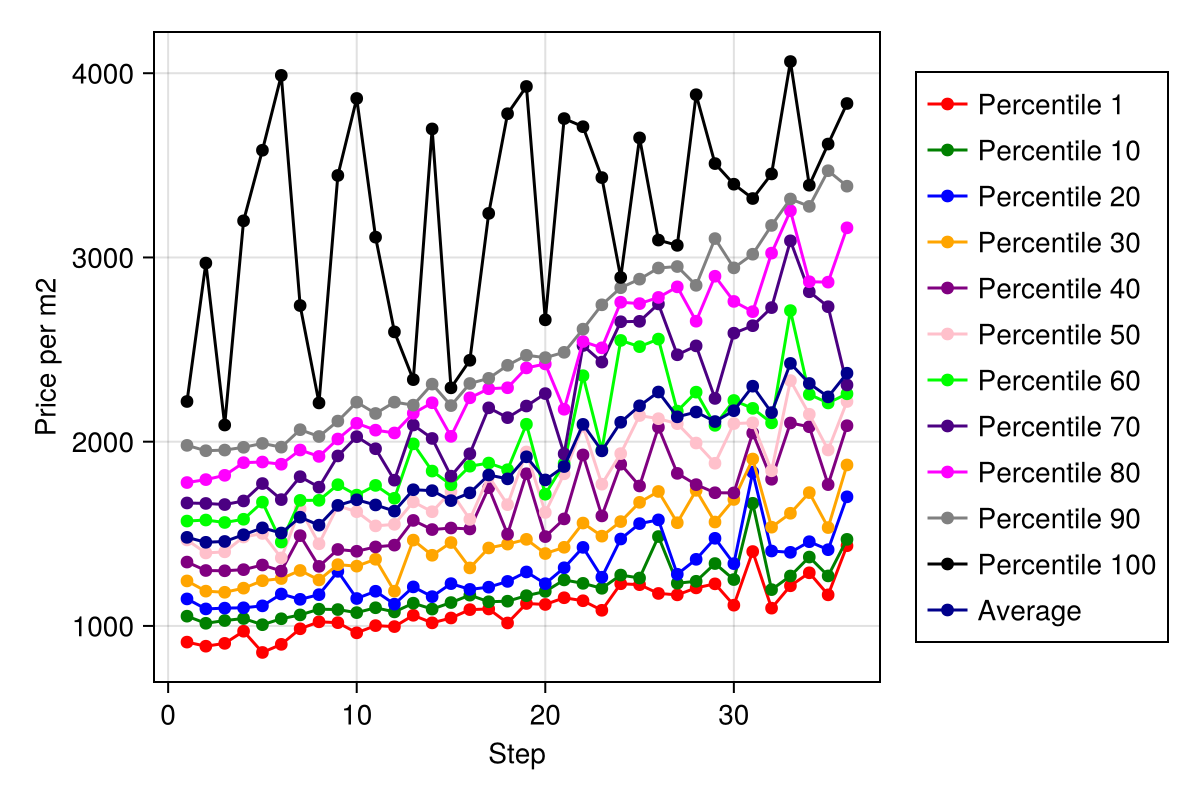 4000
3000
2000
1000
Price per m2
0 10 20 30
Step
Percentile 1
Percentile 10
Percentile 20
Percentile 30
Percentile 40
Percentile 50
Percentile 60
Percentile 70
Percentile 80
Percentile 90
Percentile 100
Average